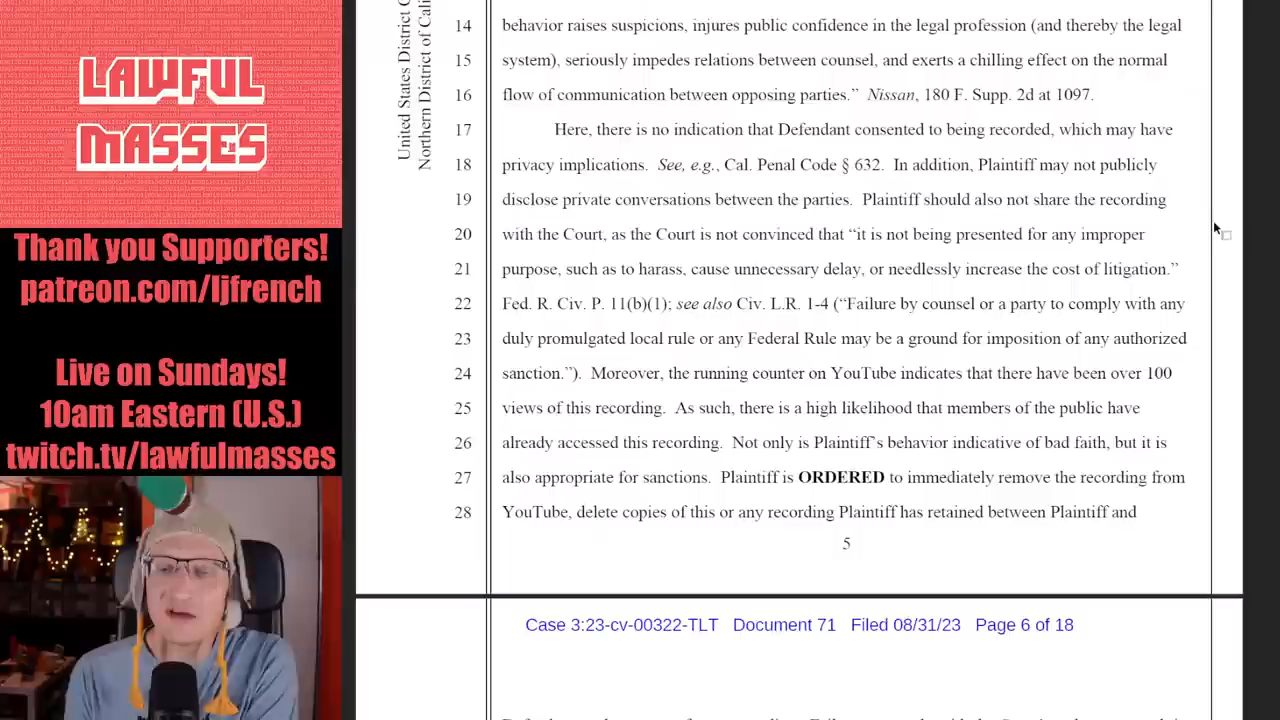 LAWFUL
MASSES
Thank you Supporters!
patreon.com/ljfrench
Live on Sundays!
10am Eastern (U.S.)
twitch.tv/lawfulmasses
United States District
Northern District of Cali
14 behavior raises suspicions, injures public confidence in the legal profession (and thereby the legal
15 system), seriously impedes relations between counsel, and exerts a chilling effect on the normal
16 flow of communication between opposing parties.” Nissan, 180 F. Supp. 2d at 1097.
17 Here, there is no indication that Defendant consented to being recorded, which may have
18 privacy implications. See, e.g., Cal. Penal Code § 632. In addition, Plaintiff may not publicly
19 disclose private conversations between the parties. Plaintiff should also not share the recording
20 with the Court, as the Court is not convinced that “it is not being presented for any improper
21 purpose, such as to harass, cause unnecessary delay, or needlessly increase the cost of litigation.”
22 Fed. R. Civ. P. 11(b)(1); see also Civ. L.R. 1-4 (“Failure by counsel or a party to comply with any
23 duly promulgated local rule or any Federal Rule may be a ground for imposition of any authorized
24 sanction.”). Moreover, the running counter on YouTube indicates that there have been over 100
25 views of this recording. As such, there is a high likelihood that members of the public have
26 already accessed this recording. Not only is Plaintiff’s behavior indicative of bad faith, but it is
27 also appropriate for sanctions. Plaintiff is ORDERED to immediately remove the recording from
28 YouTube, delete copies of this or any recording Plaintiff has retained between Plaintiff and
5
Case 3:23-cv-00322-TLT Document 71 Filed 08/31/23 Page 6 of 18